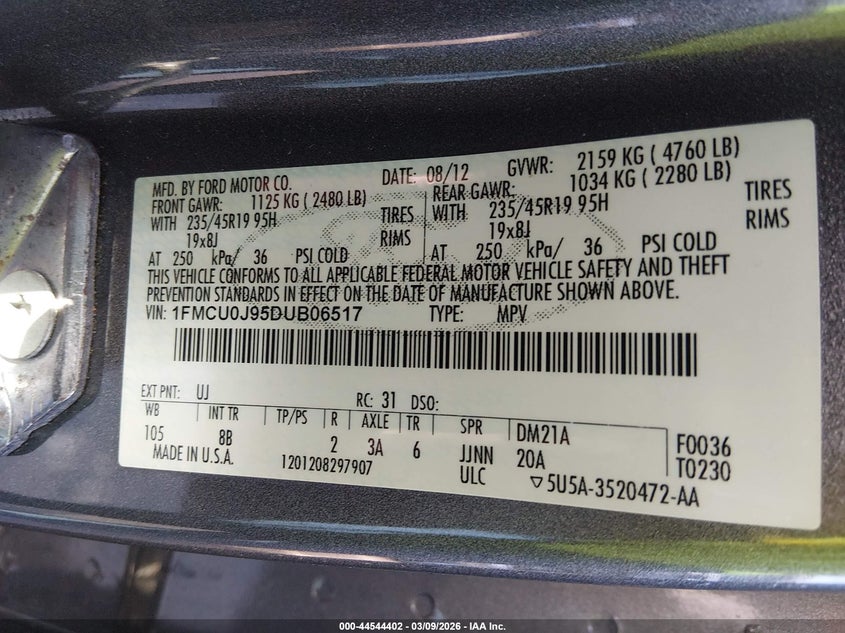 MFD. BY FORD MOTOR CO. DATE: 08/12 GVWR: 2159 KG ( 4760 LB)
FRONT GAWR: 1125 KG ( 2480 LB) REAR GAWR: 1034 KG ( 2280 LB)
WITH 235/45R19 95H TIRES WITH 235/45R19 95H TIRES
19x8J RIMS 19x8J RIMS
AT 250 kPa/ 36 PSI COLD AT 250 kPa/ 36 PSI COLD
THIS VEHICLE CONFORMS TO ALL APPLICABLE FEDERAL MOTOR VEHICLE SAFETY AND THEFT
PREVENTION STANDARDS IN EFFECT ON THE DATE OF MANUFACTURE SHOWN ABOVE.
VIN: 1FMCU0J95DUB06517 TYPE: MPV
EXT PNT: UJ RC: 31 DSO:
WB INT TR TP/PS R AXLE TR SPR DM21A F0036
105 8B 2 3A 6 JJNN 20A T0230
MADE IN U.S.A. 1201208297907 ULC ▽5U5A-3520472-AA
000-44544402 | 03/09/2026 | IAA Inc.